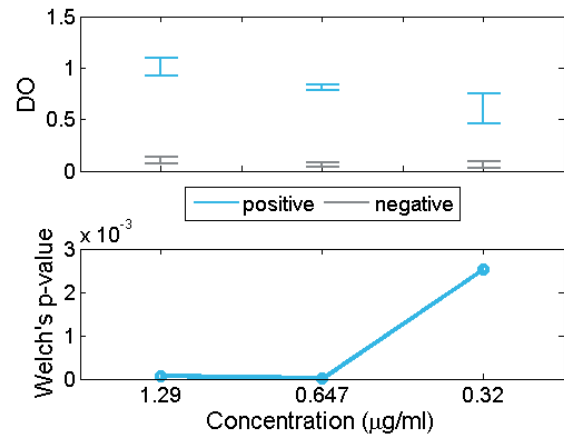 1.5
1
0.5
0
DO
positive negative
x 10⁻³
3
2
1
0
Welch's p-value
1.29 0.647 0.32
Concentration (μg/ml)